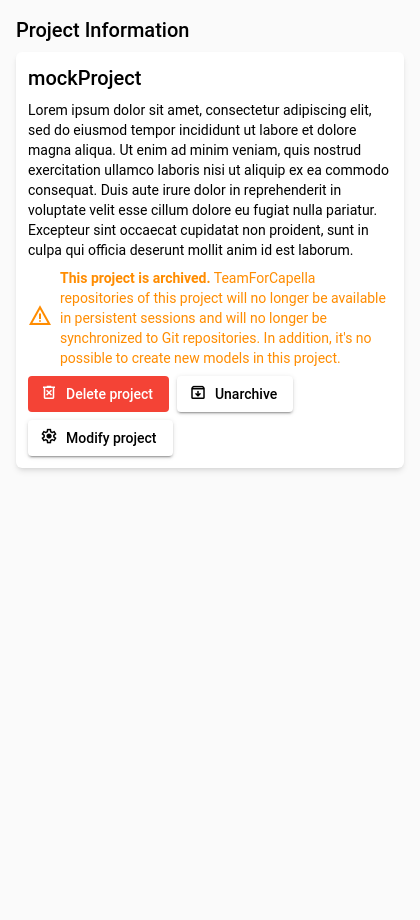 Project Information
mockProject
Lorem ipsum dolor sit amet, consectetur adipiscing elit,
sed do eiusmod tempor incididunt ut labore et dolore
magna aliqua. Ut enim ad minim veniam, quis nostrud
exercitation ullamco laboris nisi ut aliquip ex ea commodo
consequat. Duis aute irure dolor in reprehenderit in
voluptate velit esse cillum dolore eu fugiat nulla pariatur.
Excepteur sint occaecat cupidatat non proident, sunt in
culpa qui officia deserunt mollit anim id est laborum.
This project is archived. TeamForCapella
repositories of this project will no longer be available
in persistent sessions and will no longer be
synchronized to Git repositories. In addition, it's no
possible to create new models in this project.
Delete project
Unarchive
Modify project